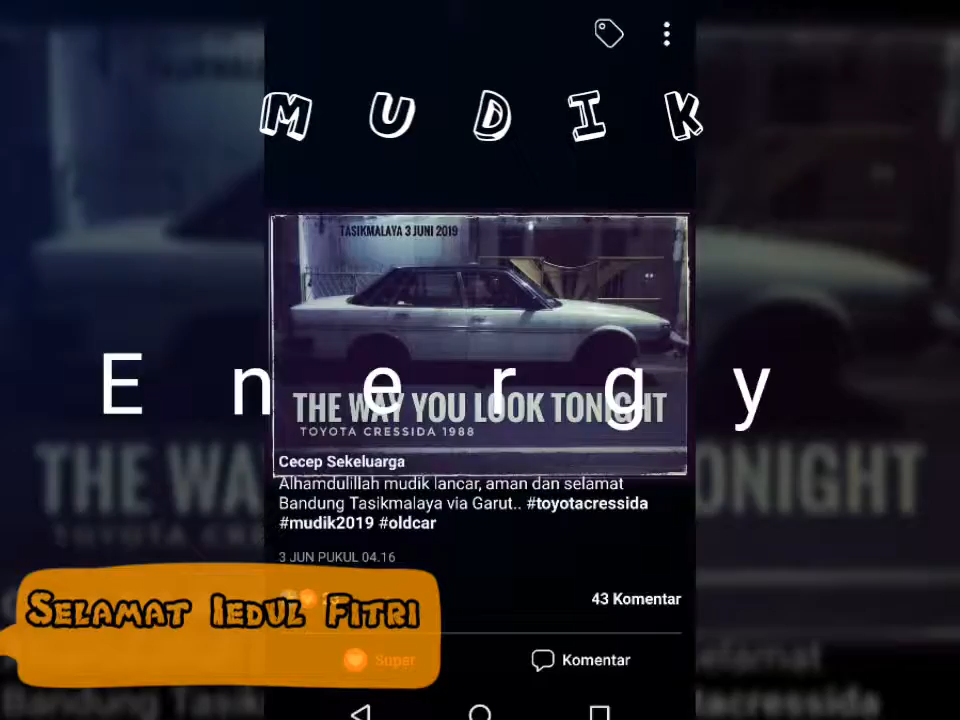 M U D I K
TASIKMALAYA 3 JUNI 2019
E n e r g y
THE WAY YOU LOOK TONIGHT
TOYOTA CRESSIDA 1988
Cecep Sekeluarga
Alhamdulillah mudik lancar, aman dan selamat
Bandung Tasikmalaya via Garut.. #toyotacressida
#mudik2019 #oldcar
3 JUN PUKUL 04.16
43 Komentar
Selamat Iedul Fitri
Super
Komentar